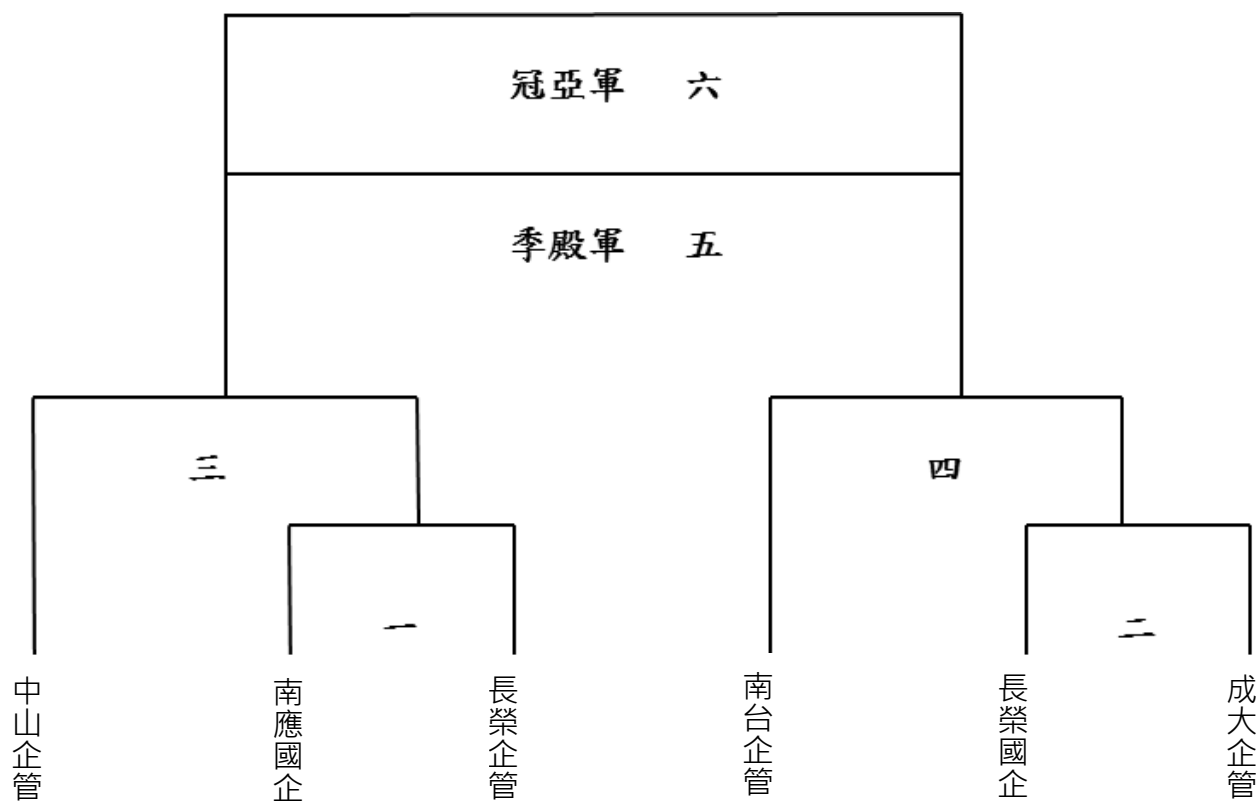 冠亞軍 六
季殿軍 五
三
四
一
二
中山企管
南應國企
長榮企管
南台企管
長榮國企
成大企管